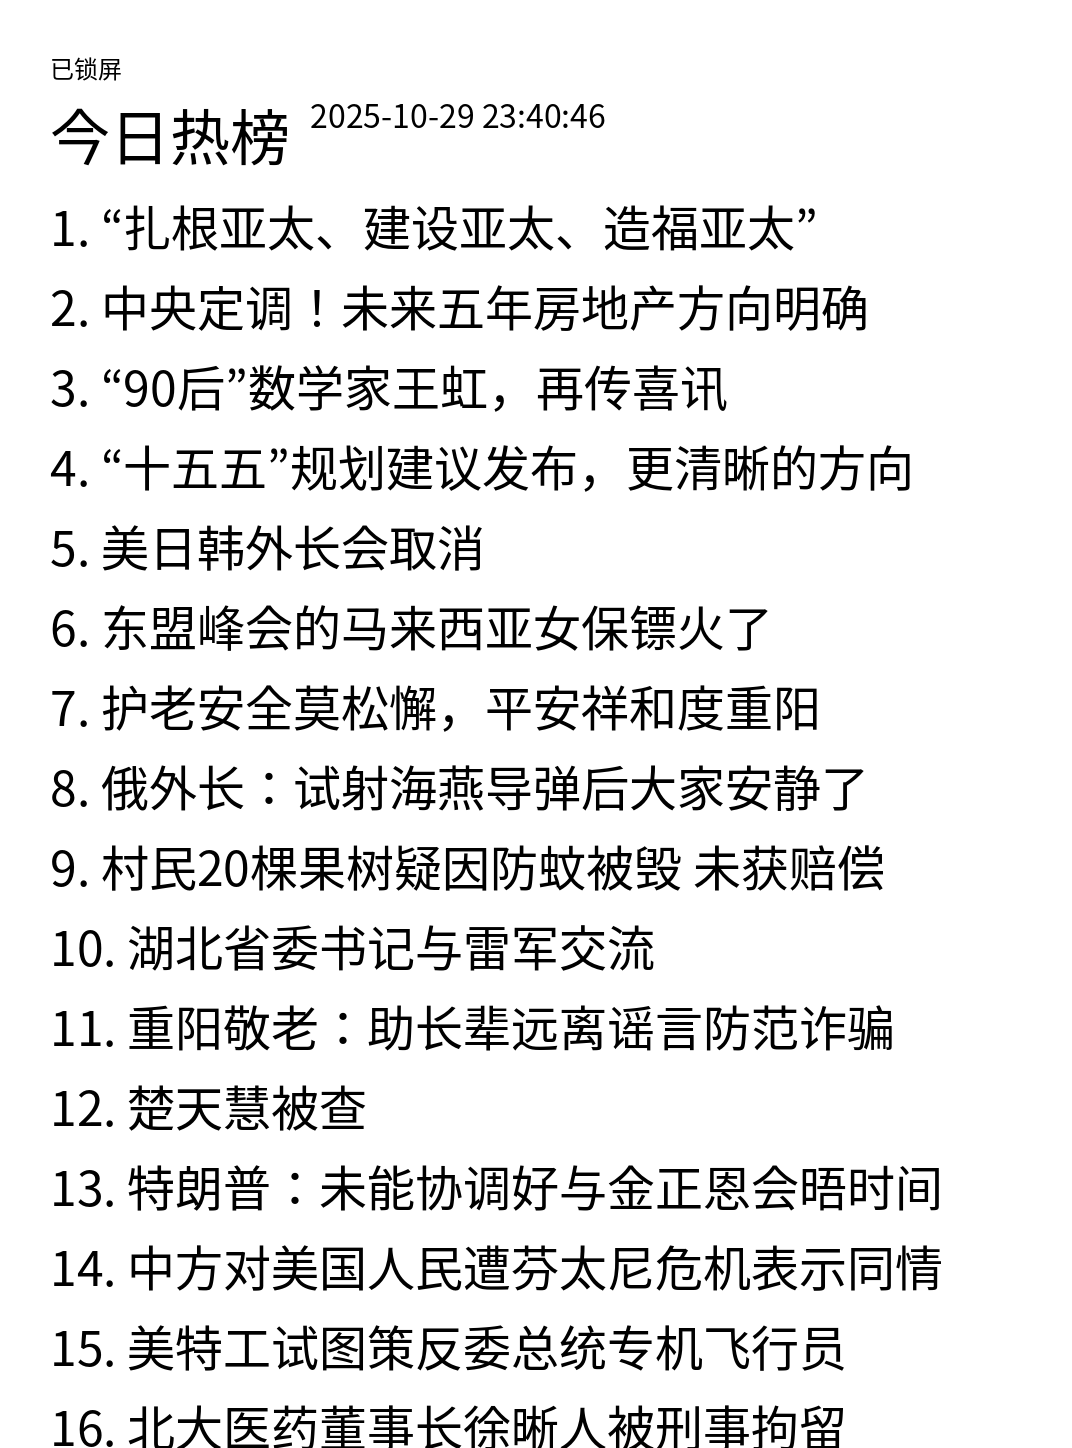 已锁屏
今日热榜 2025-10-29 23:40:46
1. “扎根亚太、建设亚太、造福亚太”
2. 中央定调！未来五年房地产方向明确
3. “90后”数学家王虹，再传喜讯
4. “十五五”规划建议发布，更清晰的方向
5. 美日韩外长会取消
6. 东盟峰会的马来西亚女保镖火了
7. 护老安全莫松懈，平安祥和度重阳
8. 俄外长：试射海燕导弹后大家安静了
9. 村民20棵果树疑因防蚊被毁 未获赔偿
10. 湖北省委书记与雷军交流
11. 重阳敬老：助长辈远离谣言防范诈骗
12. 楚天慧被查
13. 特朗普：未能协调好与金正恩会晤时间
14. 中方对美国人民遭芬太尼危机表示同情
15. 美特工试图策反委总统专机飞行员
16. 北大医药董事长徐晰人被刑事拘留